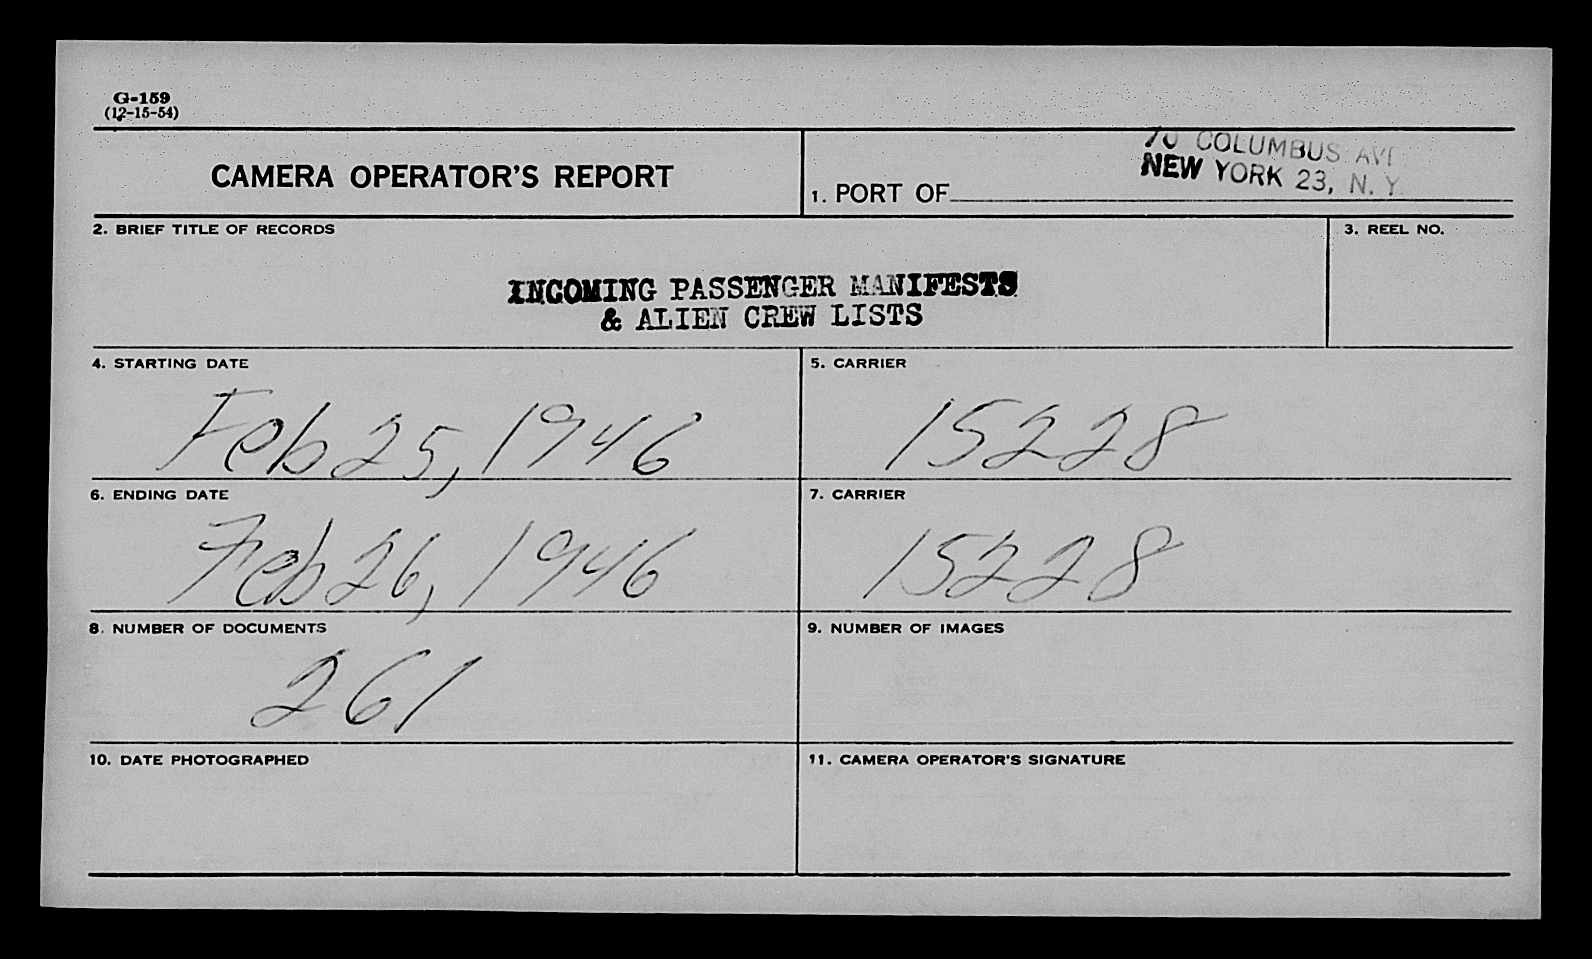 G-159
(12-15-54)
CAMERA OPERATOR'S REPORT
70 COLUMBUS AVE
NEW YORK 23, N. Y.
1. PORT OF
2. BRIEF TITLE OF RECORDS
3. REEL NO.
INCOMING PASSENGER MANIFESTS
& ALIEN CREW LISTS
4. STARTING DATE
Feb 25, 1946
5. CARRIER
15228
6. ENDING DATE
Feb 26, 1946
7. CARRIER
15228
8. NUMBER OF DOCUMENTS
261
9. NUMBER OF IMAGES
10. DATE PHOTOGRAPHED
11. CAMERA OPERATOR'S SIGNATURE